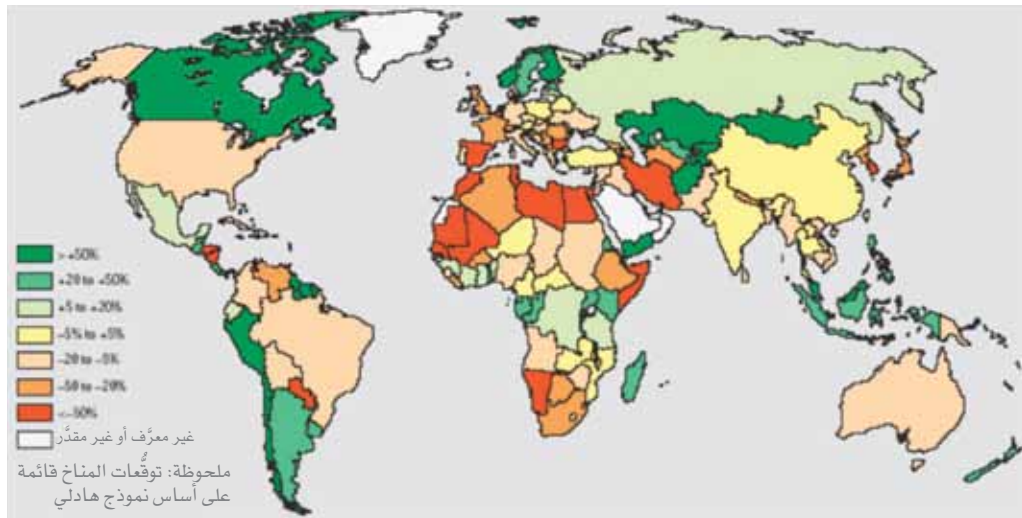 > +50%
+20 to +50%
+5 to +20%
-5% to +5%
-20 to -5%
-50 to -20%
<-50%
غير معرَّف أو غير مقدَّر
ملحوظة: توقُّعات المناخ قائمة
على أساس نموذج هادلي